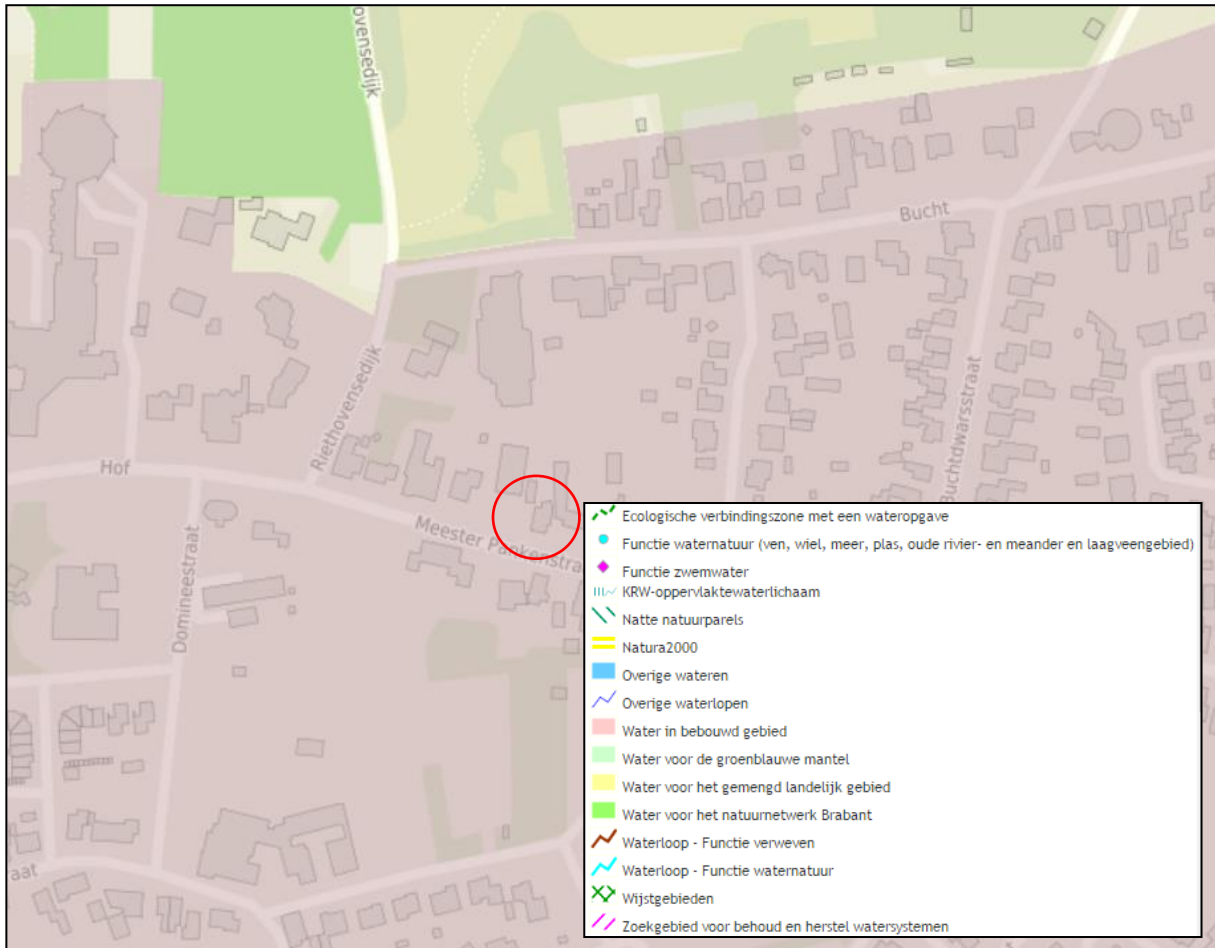 ovensedijk
Bucht
Riethovensedijk
Buchtdwarsstraat
Hof
Meester Pankenstra
Domineestraat
aat
Ecologische verbindingszone met een wateropgave
Functie waternatuur (ven, wiel, meer, plas, oude rivier- en meander en laagveengebied)
Functie zwemwater
KRW-oppervlaktewaterlichaam
Natte natuurparels
Natura2000
Overige wateren
Overige waterlopen
Water in bebouwd gebied
Water voor de groenblauwe mantel
Water voor het gemengd landelijk gebied
Water voor het natuurnetwerk Brabant
Waterloop - Functie verweven
Waterloop - Functie waternatuur
Wijstgebieden
Zoekgebied voor behoud en herstel watersystemen